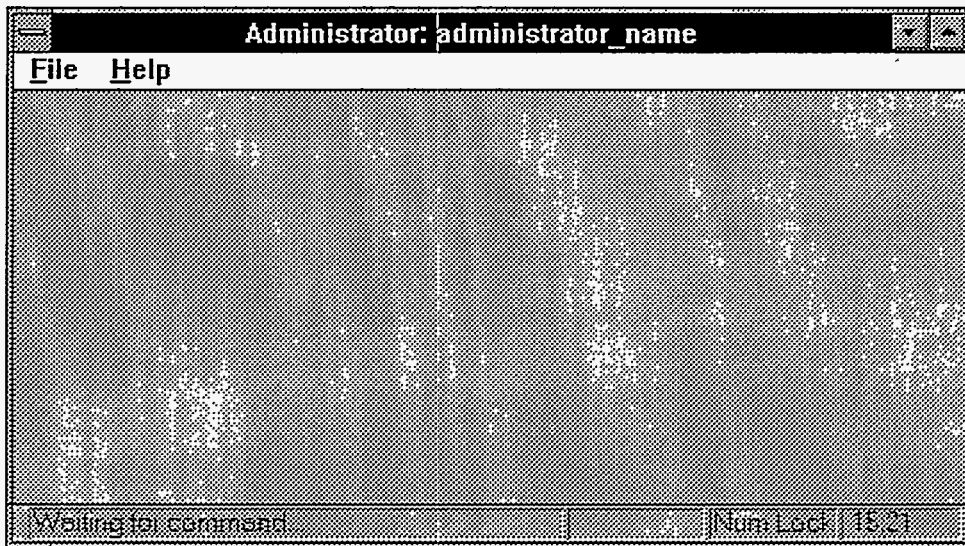 Administrator: administrator_name
File Help
Waiting for command... Num Lock 15:21